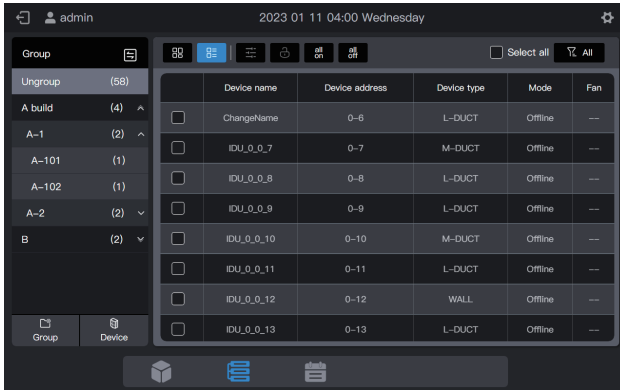 admin 2023 01 11 04:00 Wednesday
Group
all on all off Select all All
Ungroup (58)
A build (4)
A-1 (2)
A-101 (1)
A-102 (1)
A-2 (2)
B (2)
Group Device
Device name Device address Device type Mode Fan
ChangeName 0-6 L-DUCT Offline --
IDU_0_0_7 0-7 M-DUCT Offline --
IDU_0_0_8 0-8 L-DUCT Offline --
IDU_0_0_9 0-9 L-DUCT Offline --
IDU_0_0_10 0-10 M-DUCT Offline --
IDU_0_0_11 0-11 L-DUCT Offline --
IDU_0_0_12 0-12 WALL Offline --
IDU_0_0_13 0-13 L-DUCT Offline --